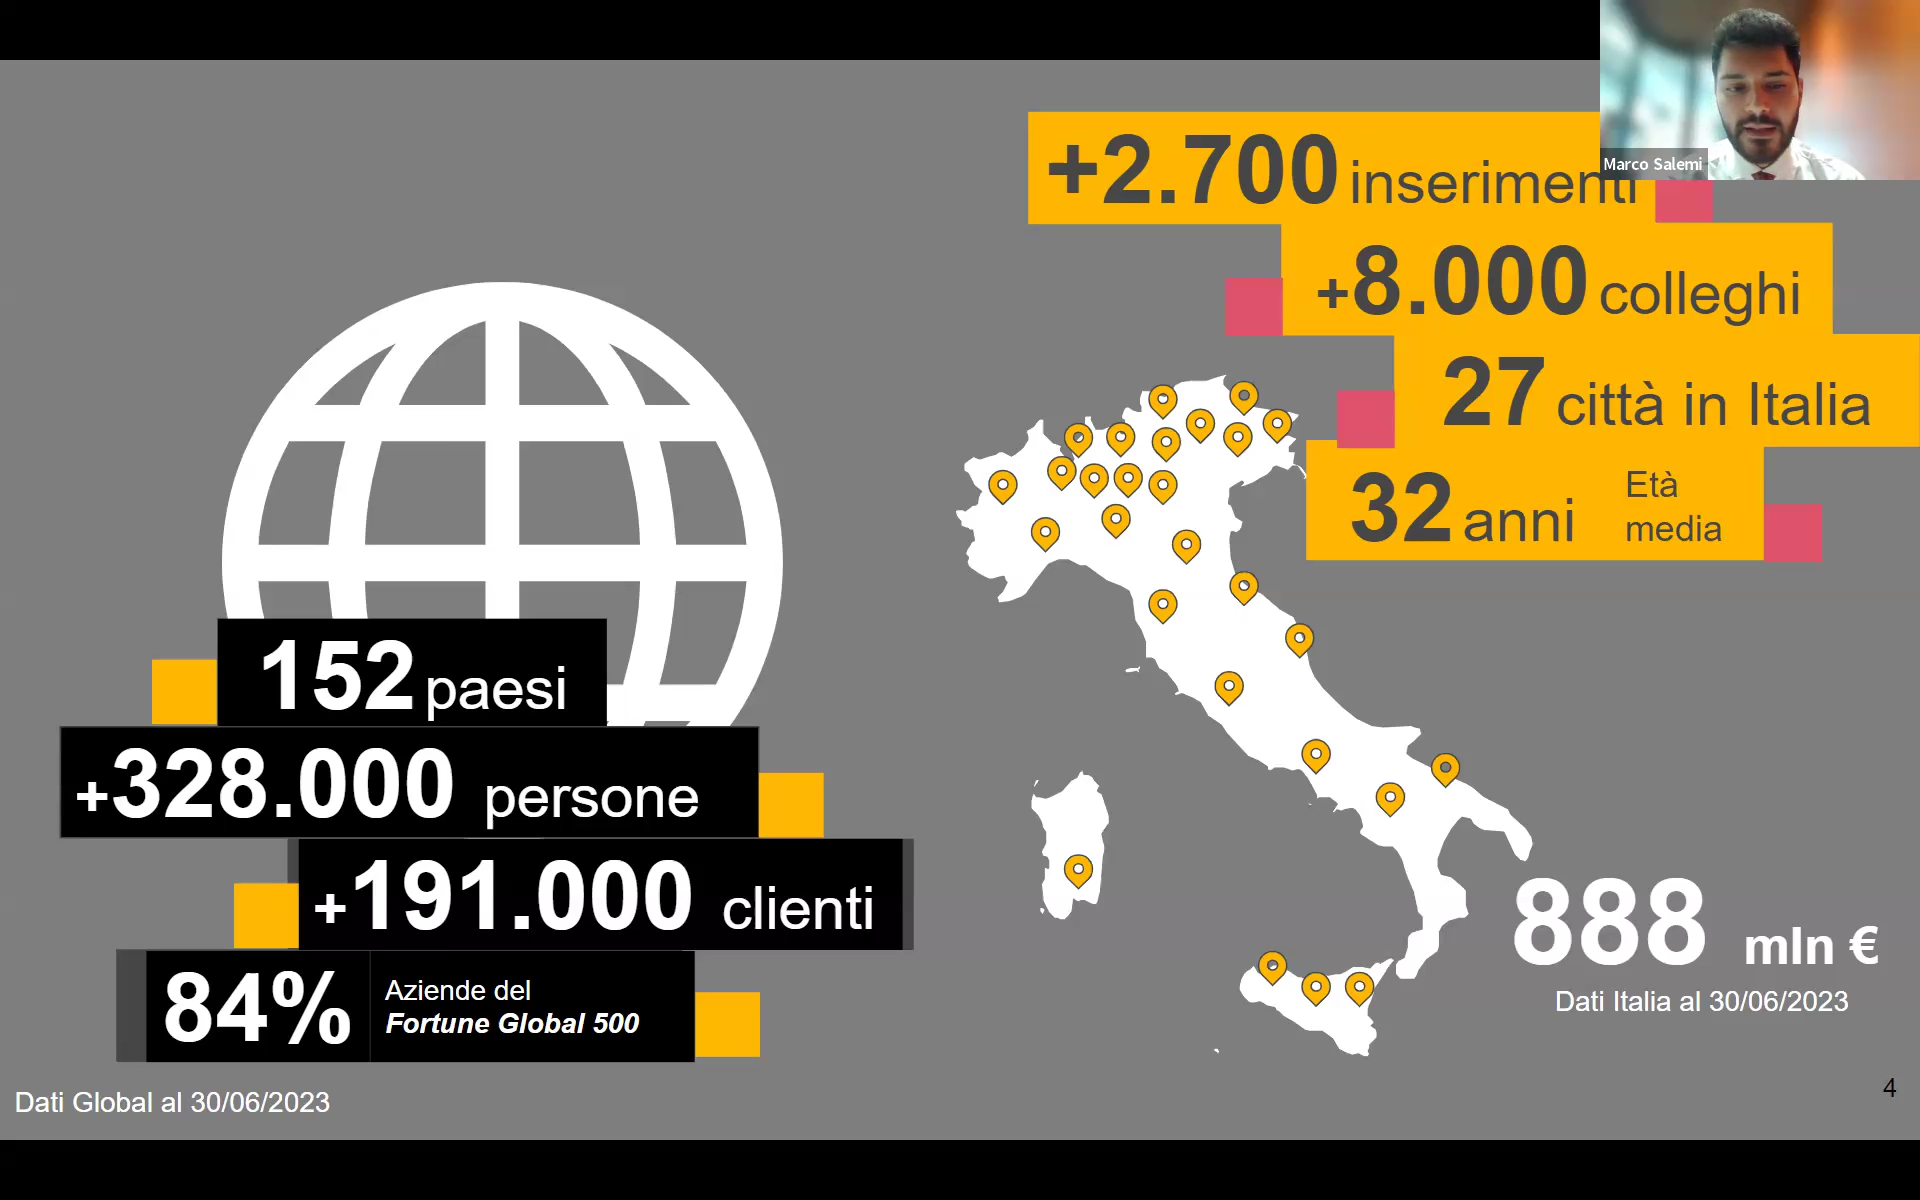 Marco Salemi
+2.700 inserimenti
+8.000 colleghi
27 città in Italia
32 anni Età
media
152 paesi
+328.000 persone
+191.000 clienti
84% Aziende del
Fortune Global 500
888 mln €
Dati Italia al 30/06/2023
Dati Global al 30/06/2023
4